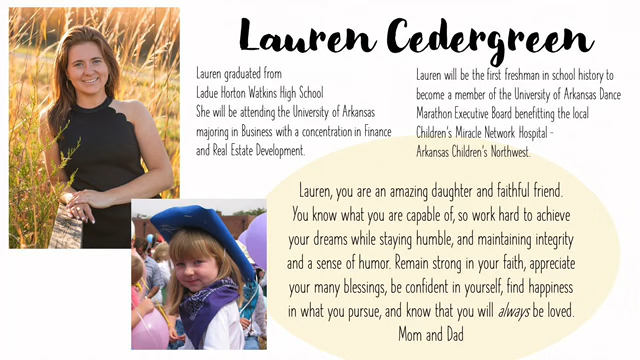 Lauren Cedergreen
Lauren graduated from
Ladue Horton Watkins High School
She will be attending the University of Arkansas
majoring in Business with a concentration in Finance
and Real Estate Development.
Lauren will be the first freshman in school history to
become a member of the University of Arkansas Dance
Marathon Executive Board benefitting the local
Children's Miracle Network Hospital -
Arkansas Children's Northwest.
Lauren, you are an amazing daughter and faithful friend.
You know what you are capable of, so work hard to achieve
your dreams while staying humble, and maintaining integrity
and a sense of humor. Remain strong in your faith, appreciate
your many blessings, be confident in yourself, find happiness
in what you pursue, and know that you will always be loved.
Mom and Dad